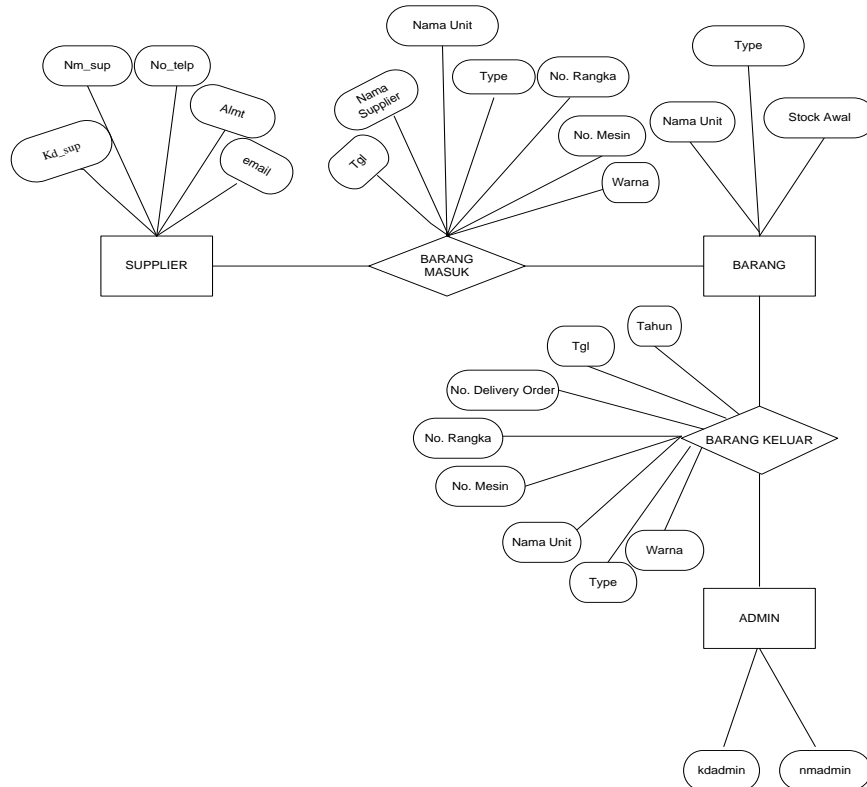 Nama Unit
Type
Nm_sup
No_telp
Type
No. Rangka
Nama
Supplier
Almt
Nama Unit
Stock Awal
Kd_sup
email
Tgl
No. Mesin
Warna
SUPPLIER
BARANG
MASUK
BARANG
Tahun
Tgl
No. Delivery Order
No. Rangka
BARANG KELUAR
No. Mesin
Nama Unit
Warna
Type
ADMIN
kdadmin
nmadmin